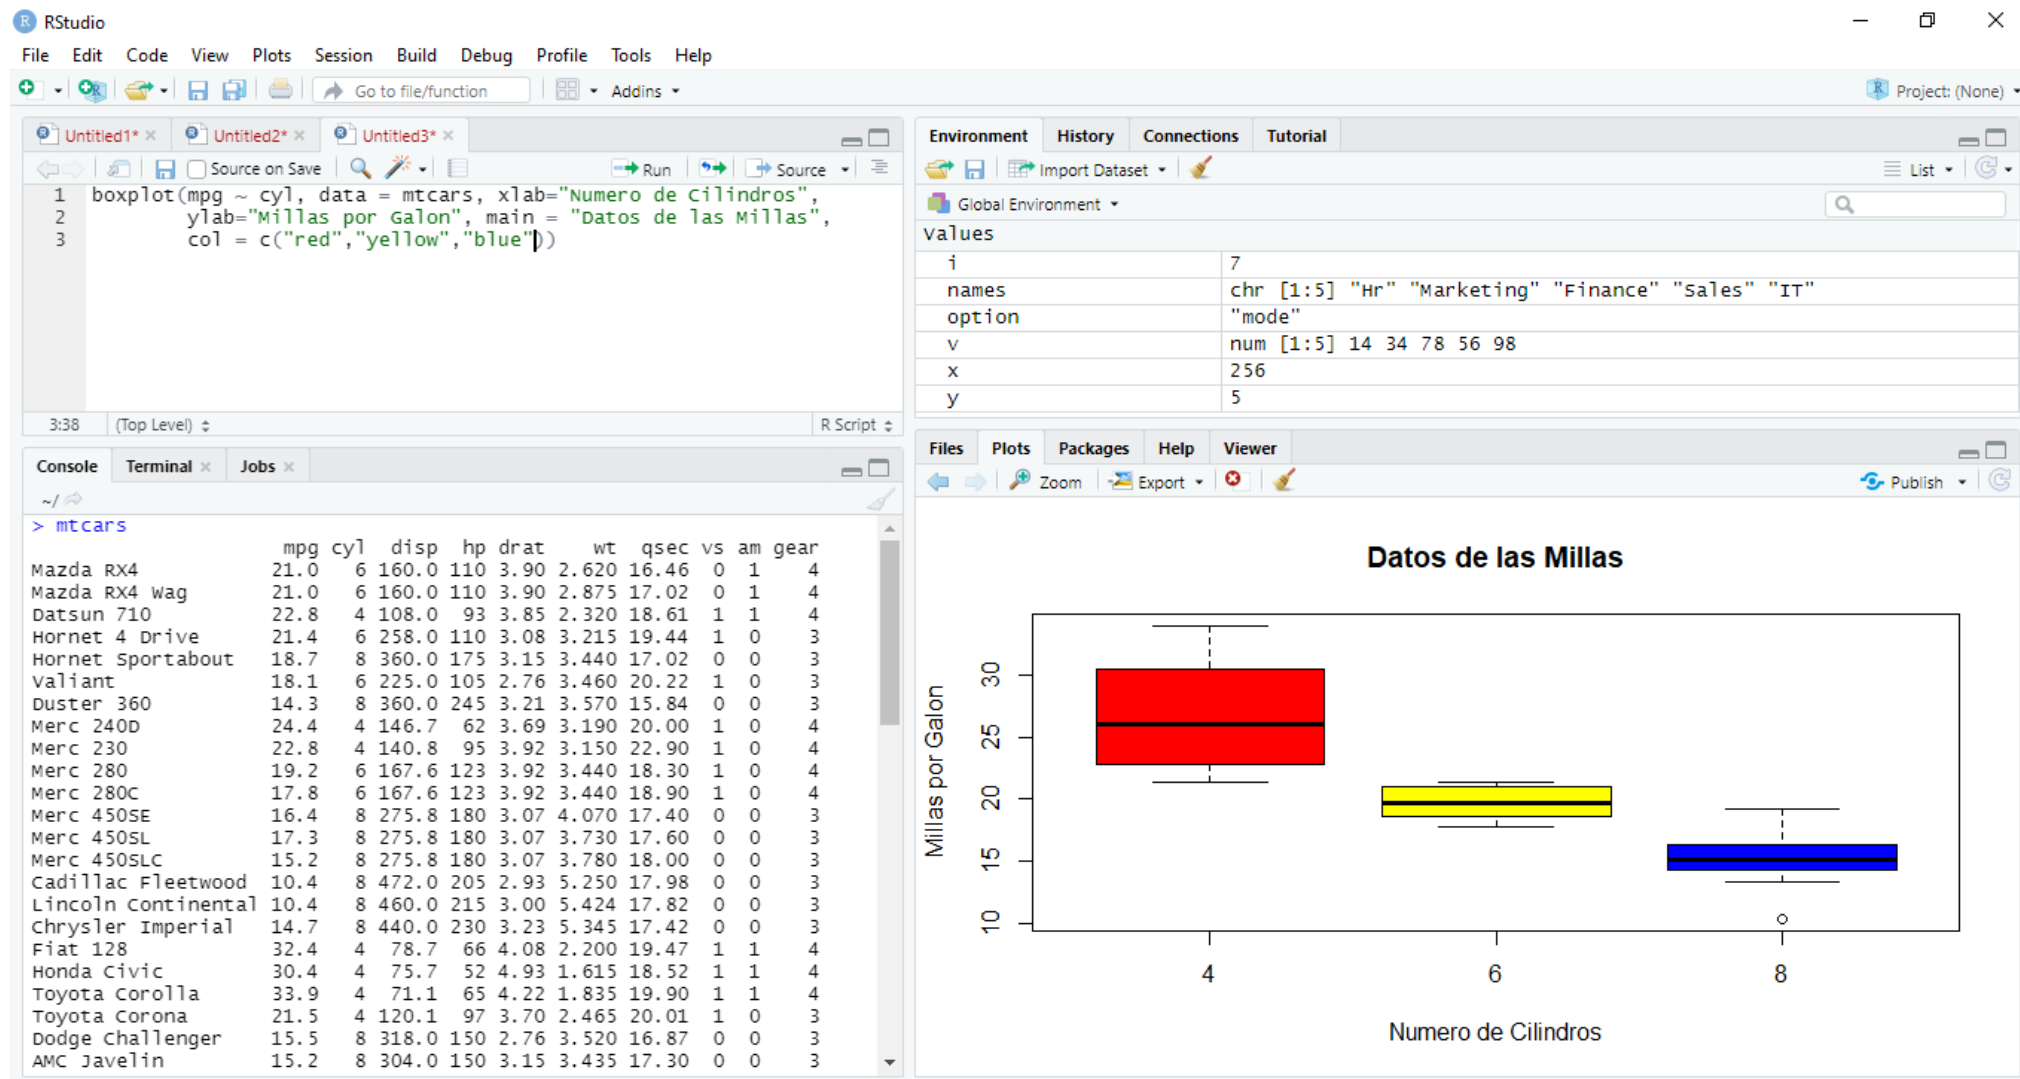 RStudio
File Edit Code View Plots Session Build Debug Profile Tools Help
Go to file/function Addins Project: (None)
Untitled1* Untitled2* Untitled3*
Source on Save Run Source
1 boxplot(mpg ~ cyl, data = mtcars, xlab="Numero de Cilindros",
2 ylab="Millas por Galon", main = "Datos de las Millas",
3 col = c("red","yellow","blue"))
3:38 (Top Level) R Script
Console Terminal Jobs
~/
> mtcars
mpg cyl disp hp drat wt qsec vs am gear
Mazda RX4 21.0 6 160.0 110 3.90 2.620 16.46 0 1 4
Mazda RX4 Wag 21.0 6 160.0 110 3.90 2.875 17.02 0 1 4
Datsun 710 22.8 4 108.0 93 3.85 2.320 18.61 1 1 4
Hornet 4 Drive 21.4 6 258.0 110 3.08 3.215 19.44 1 0 3
Hornet Sportabout 18.7 8 360.0 175 3.15 3.440 17.02 0 0 3
Valiant 18.1 6 225.0 105 2.76 3.460 20.22 1 0 3
Duster 360 14.3 8 360.0 245 3.21 3.570 15.84 0 0 3
Merc 240D 24.4 4 146.7 62 3.69 3.190 20.00 1 0 4
Merc 230 22.8 4 140.8 95 3.92 3.150 22.90 1 0 4
Merc 280 19.2 6 167.6 123 3.92 3.440 18.30 1 0 4
Merc 280C 17.8 6 167.6 123 3.92 3.440 18.90 1 0 4
Merc 450SE 16.4 8 275.8 180 3.07 4.070 17.40 0 0 3
Merc 450SL 17.3 8 275.8 180 3.07 3.730 17.60 0 0 3
Merc 450SLC 15.2 8 275.8 180 3.07 3.780 18.00 0 0 3
Cadillac Fleetwood 10.4 8 472.0 205 2.93 5.250 17.98 0 0 3
Lincoln Continental 10.4 8 460.0 215 3.00 5.424 17.82 0 0 3
Chrysler Imperial 14.7 8 440.0 230 3.23 5.345 17.42 0 0 3
Fiat 128 32.4 4 78.7 66 4.08 2.200 19.47 1 1 4
Honda Civic 30.4 4 75.7 52 4.93 1.615 18.52 1 1 4
Toyota Corolla 33.9 4 71.1 65 4.22 1.835 19.90 1 1 4
Toyota Corona 21.5 4 120.1 97 3.70 2.465 20.01 1 0 3
Dodge Challenger 15.5 8 318.0 150 2.76 3.520 16.87 0 0 3
AMC Javelin 15.2 8 304.0 150 3.15 3.435 17.30 0 0 3
Environment History Connections Tutorial
Import Dataset List
Global Environment
Values
i 7
names chr [1:5] "Hr" "Marketing" "Finance" "Sales" "IT"
option "mode"
v num [1:5] 14 34 78 56 98
x 256
y 5
Files Plots Packages Help Viewer
Zoom Export Publish
Datos de las Millas
Millas por Galon
30
25
20
15
10
4 6 8
Numero de Cilindros